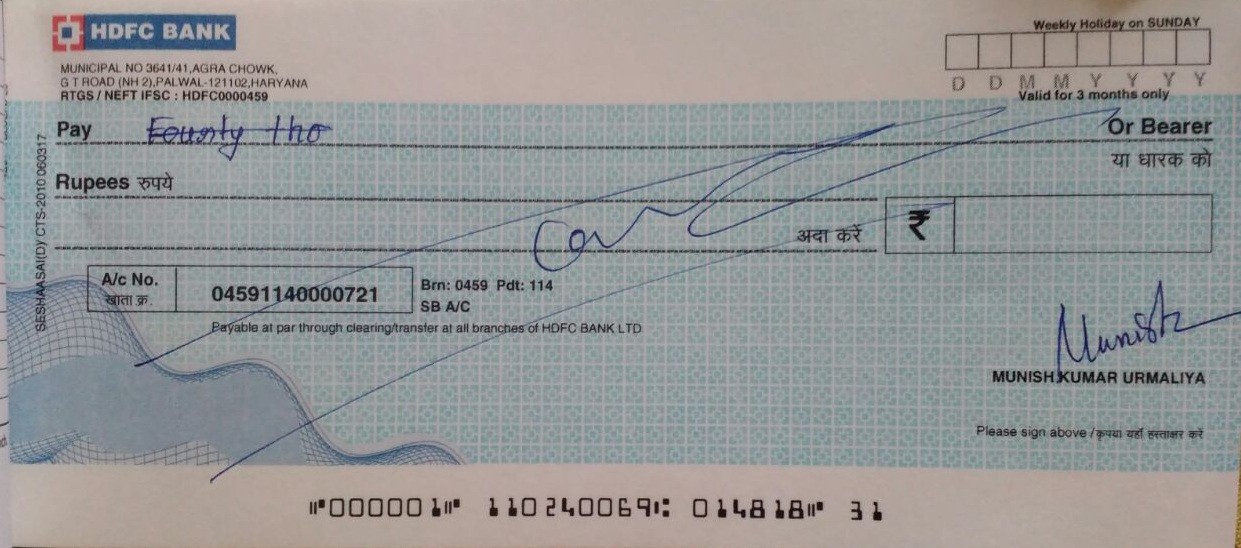 HDFC BANK
Weekly Holiday on SUNDAY
MUNICIPAL NO 3641/41,AGRA CHOWK,
G T ROAD (NH 2),PALWAL-121102,HARYANA
RTGS / NEFT IFSC : HDFC0000459
D D M M Y Y Y Y
Valid for 3 months only
Pay
tho
Or Bearer
या धारक को
Rupees रुपये
अदा करें
₹
A/c No.
खाता क्र.
04591140000721
Brn: 0459 Pdt: 114
SB A/C
Payable at par through clearing/transfer at all branches of HDFC BANK LTD
Munish
MUNISH KUMAR URMALIYA
Please sign above / कृपया यहाँ हस्ताक्षर करें
SESHAASAI(D) CTS-2010 060317
⑈000001⑈ 110240069⑆ 014818⑈ 31